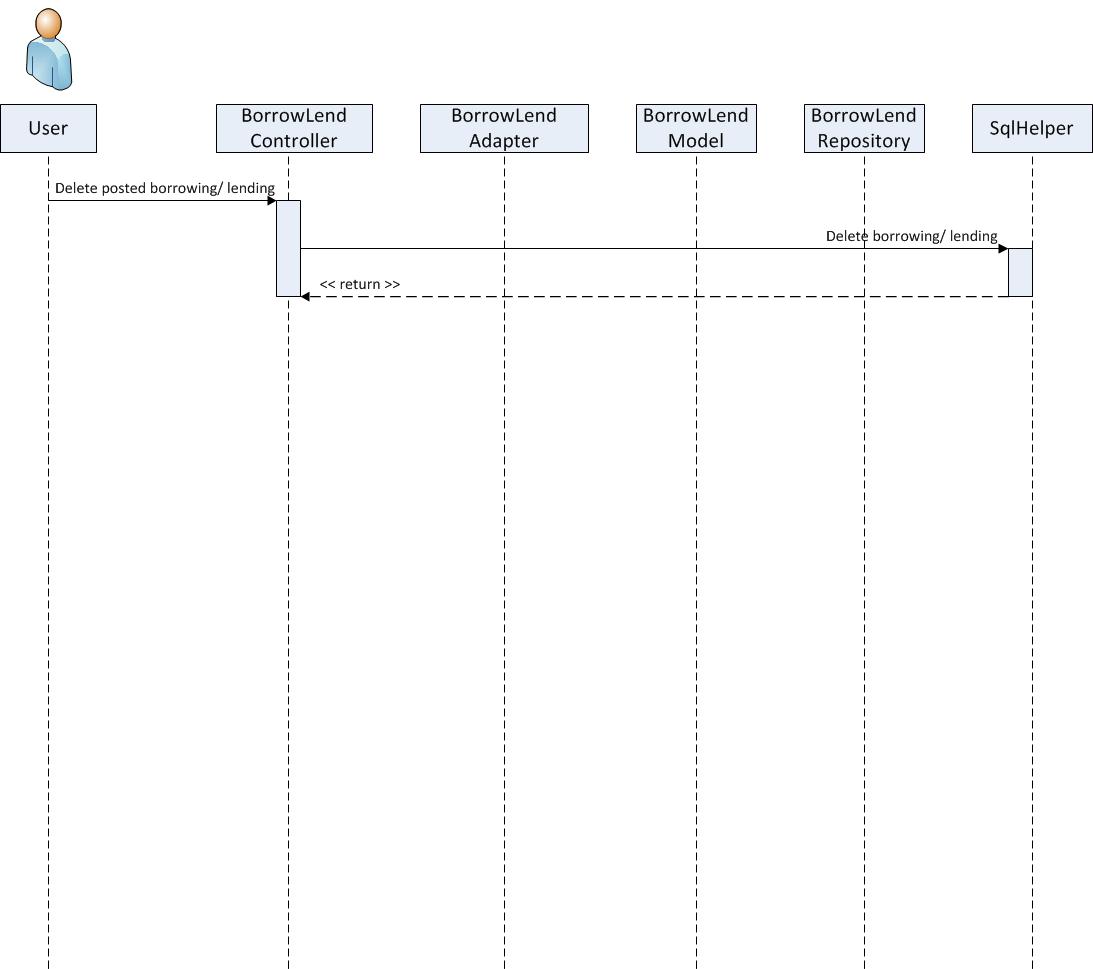 User
BorrowLend
Controller
BorrowLend
Adapter
BorrowLend
Model
BorrowLend
Repository
SqlHelper
Delete posted borrowing/ lending
Delete borrowing/ lending
<< return >>